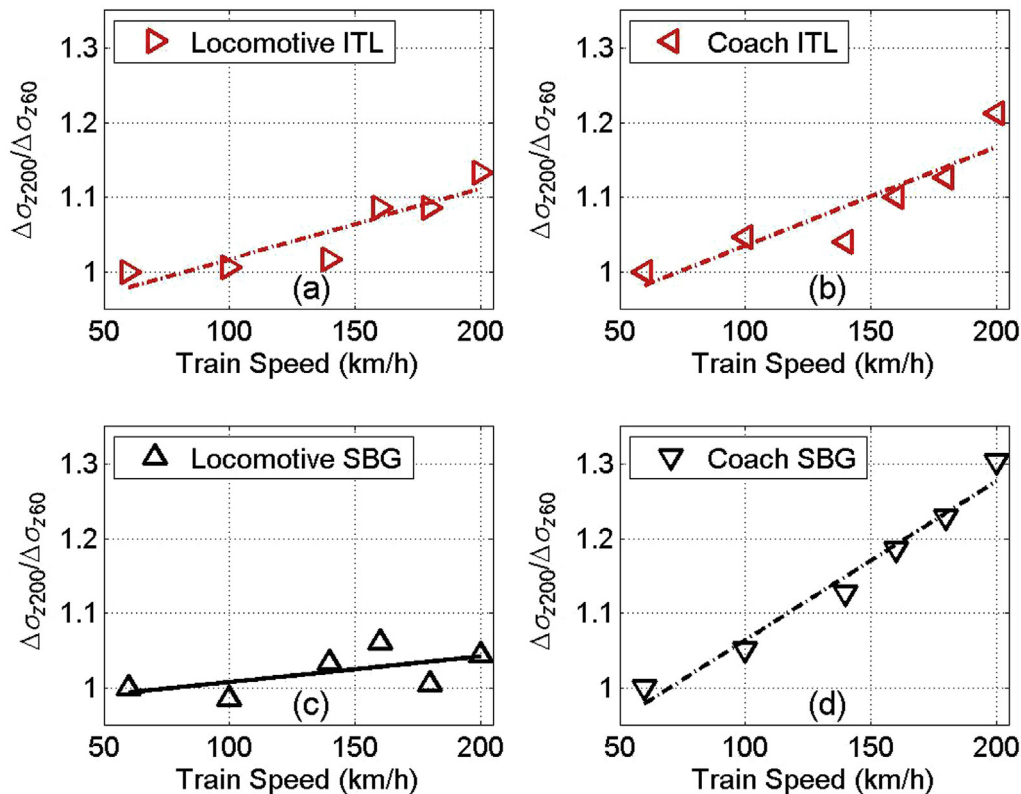 Locomotive ITL
1.3
1.2
1.1
1
Δσz200/Δσz60
(a)
50 100 150 200
Train Speed (km/h)
Coach ITL
1.3
1.2
1.1
1
Δσz200/Δσz60
(b)
50 100 150 200
Train Speed (km/h)
Locomotive SBG
1.3
1.2
1.1
1
Δσz200/Δσz60
(c)
50 100 150 200
Train Speed (km/h)
Coach SBG
1.3
1.2
1.1
1
Δσz200/Δσz60
(d)
50 100 150 200
Train Speed (km/h)